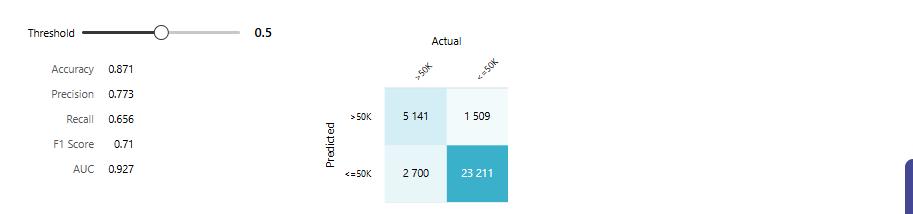 Threshold 0.5
Accuracy 0.871
Precision 0.773
Recall 0.656
F1 Score 0.71
AUC 0.927
Actual
>50K <=50K
Predicted
>50K 5 141 1 509
<=50K 2 700 23 211